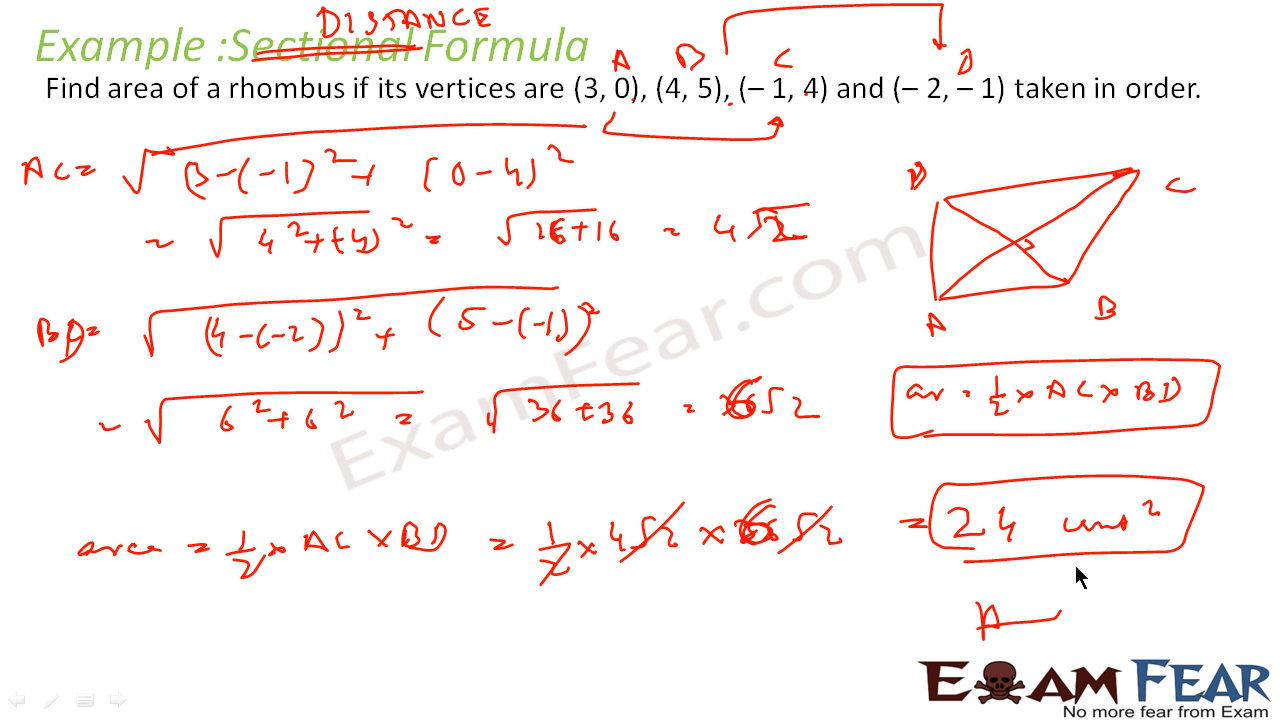 DISTANCE
Example :Sectional Formula
A B C D
Find area of a rhombus if its vertices are (3, 0), (4, 5), (– 1, 4) and (– 2, – 1) taken in order.
AC = √(3-(-1)² + (0-4)²
= √4²+(-4)² = √16+16 = 4√2
D C
A B
BD = √(4-(-2))² + (5-(-1))²
= √6²+6² = √36+36 = 6√2
ar = 1/2 × AC × BD
area = 1/2 × AC × BD = 1/2 × 4√2 × 6√2 = 24 unit²
ExamFear.com
EXAM FEAR
No more fear from Exam